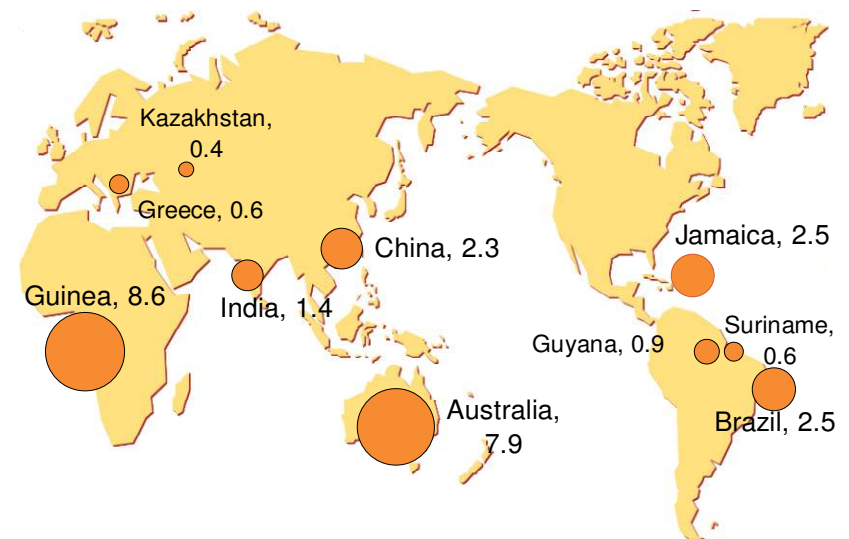 Kazakhstan,
0.4
Greece, 0.6
China, 2.3
Jamaica, 2.5
Guinea, 8.6
India, 1.4
Suriname,
0.6
Guyana, 0.9
Australia,
7.9
Brazil, 2.5